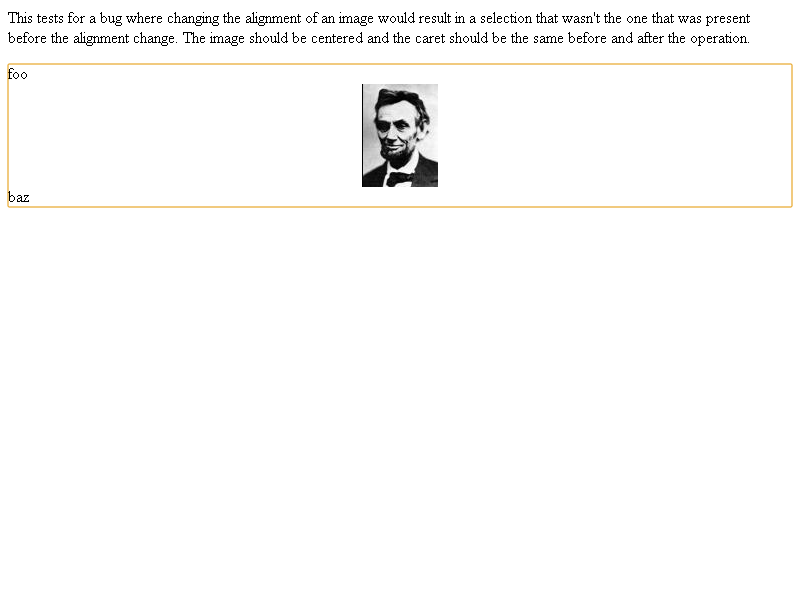 This tests for a bug where changing the alignment of an image would result in a selection that wasn't the one that was present
before the alignment change. The image should be centered and the caret should be the same before and after the operation.
foo
baz